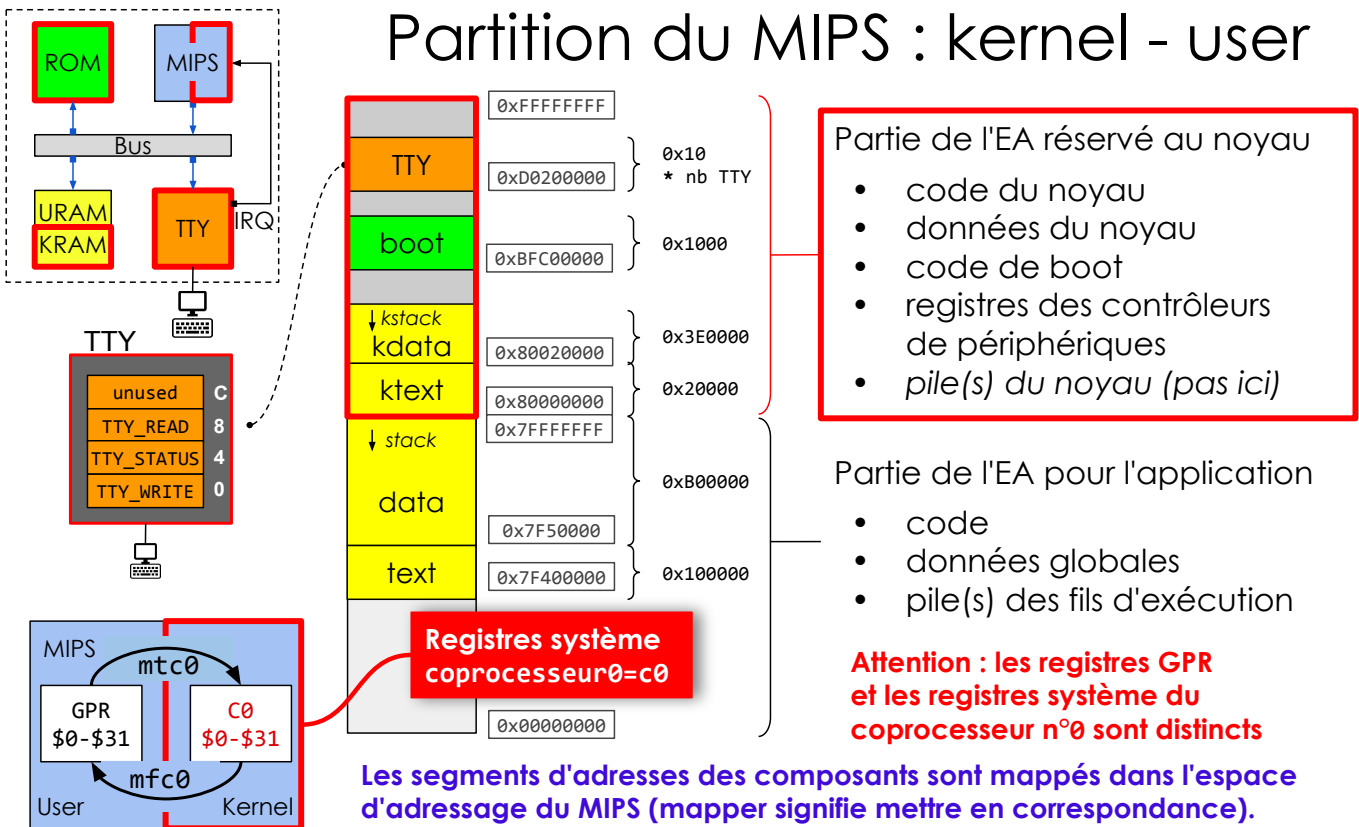 Partition du MIPS : kernel - user
ROM
MIPS
Bus
URAM
KRAM
TTY
IRQ
TTY
unused C
TTY_READ 8
TTY_STATUS 4
TTY_WRITE 0
MIPS
mtc0
GPR
$0-$31
C0
$0-$31
mfc0
User
Kernel
0xFFFFFFFF
TTY
0xD0200000
0x10
* nb TTY
boot
0xBFC00000
0x1000
↓ kstack
kdata
0x80020000
0x3E0000
ktext
0x80000000
0x20000
0x7FFFFFFF
↓ stack
data
0xB00000
0x7F50000
text
0x7F400000
0x100000
Registres système
coprocesseur0=c0
0x00000000
Partie de l'EA réservé au noyau
• code du noyau
• données du noyau
• code de boot
• registres des contrôleurs
de périphériques
• pile(s) du noyau (pas ici)
Partie de l'EA pour l'application
• code
• données globales
• pile(s) des fils d'exécution
Attention : les registres GPR
et les registres système du
coprocesseur n°0 sont distincts
Les segments d'adresses des composants sont mappés dans l'espace
d'adressage du MIPS (mapper signifie mettre en correspondance).